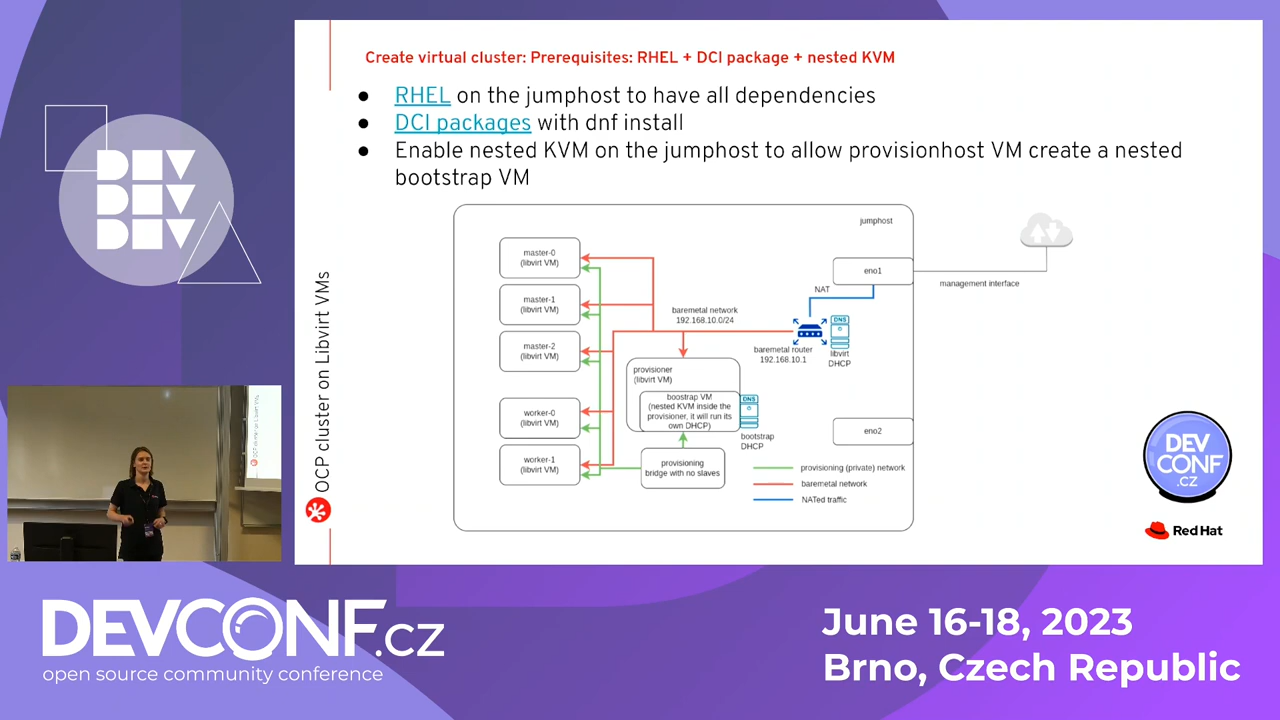 Create virtual cluster: Prerequisites: RHEL + DCI package + nested KVM
● RHEL on the jumphost to have all dependencies
● DCI packages with dnf install
● Enable nested KVM on the jumphost to allow provisionhost VM create a nested
bootstrap VM
OCP cluster on Libvirt VMs
jumphost
master-0
(libvirt VM)
master-1
(libvirt VM)
master-2
(libvirt VM)
worker-0
(libvirt VM)
worker-1
(libvirt VM)
baremetal network
192.168.10.0/24
NAT
eno1
management interface
DNS
baremetal router
192.168.10.1
libvirt
DHCP
provisioner
(libvirt VM)
boostrap VM
(nested KVM inside the
provisioner, it will run its
own DHCP)
DNS
bootstrap
DHCP
eno2
provisioning
bridge with no slaves
provisioning (private) network
baremetal network
NATed traffic
DEV
CONF
.CZ
Red Hat
DEV
DEV
DEV
DEVCONF.cz
open source community conference
June 16-18, 2023
Brno, Czech Republic